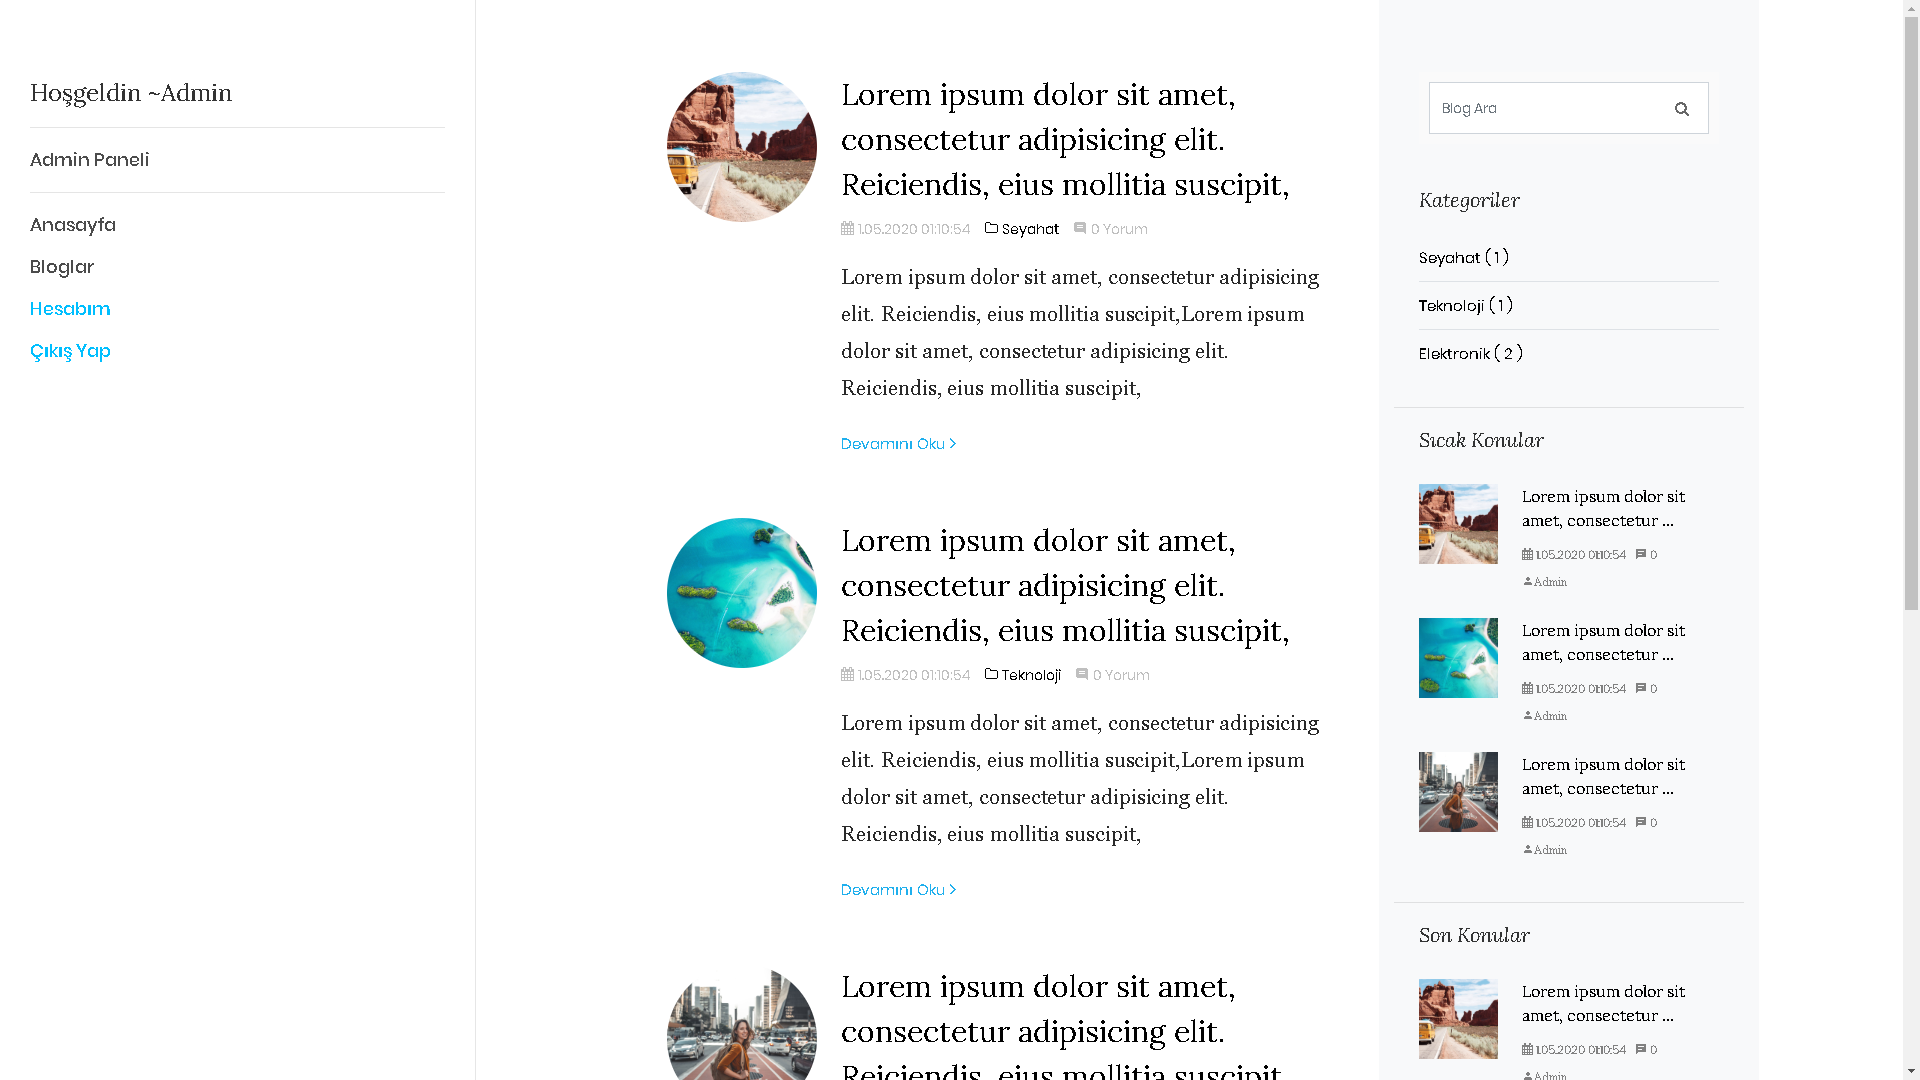 Hoşgeldin ~Admin
Admin Paneli
Anasayfa
Bloglar
Hesabım
Çıkış Yap
Lorem ipsum dolor sit amet,
consectetur adipisicing elit.
Reiciendis, eius mollitia suscipit,
1.05.2020 01:10:54 Seyahat 0 Yorum
Lorem ipsum dolor sit amet, consectetur adipisicing
elit. Reiciendis, eius mollitia suscipit,Lorem ipsum
dolor sit amet, consectetur adipisicing elit.
Reiciendis, eius mollitia suscipit,
Devamını Oku
Lorem ipsum dolor sit amet,
consectetur adipisicing elit.
Reiciendis, eius mollitia suscipit,
1.05.2020 01:10:54 Teknoloji 0 Yorum
Lorem ipsum dolor sit amet, consectetur adipisicing
elit. Reiciendis, eius mollitia suscipit,Lorem ipsum
dolor sit amet, consectetur adipisicing elit.
Reiciendis, eius mollitia suscipit,
Devamını Oku
Lorem ipsum dolor sit amet,
consectetur adipisicing elit.
Reiciendis, eius mollitia suscipit,
Blog Ara
Kategoriler
Seyahat ( 1 )
Teknoloji ( 1 )
Elektronik ( 2 )
Sıcak Konular
Lorem ipsum dolor sit
amet, consectetur ...
1.05.2020 01:10:54 0
Admin
Lorem ipsum dolor sit
amet, consectetur ...
1.05.2020 01:10:54 0
Admin
Lorem ipsum dolor sit
amet, consectetur ...
1.05.2020 01:10:54 0
Admin
Son Konular
Lorem ipsum dolor sit
amet, consectetur ...
1.05.2020 01:10:54 0
Admin